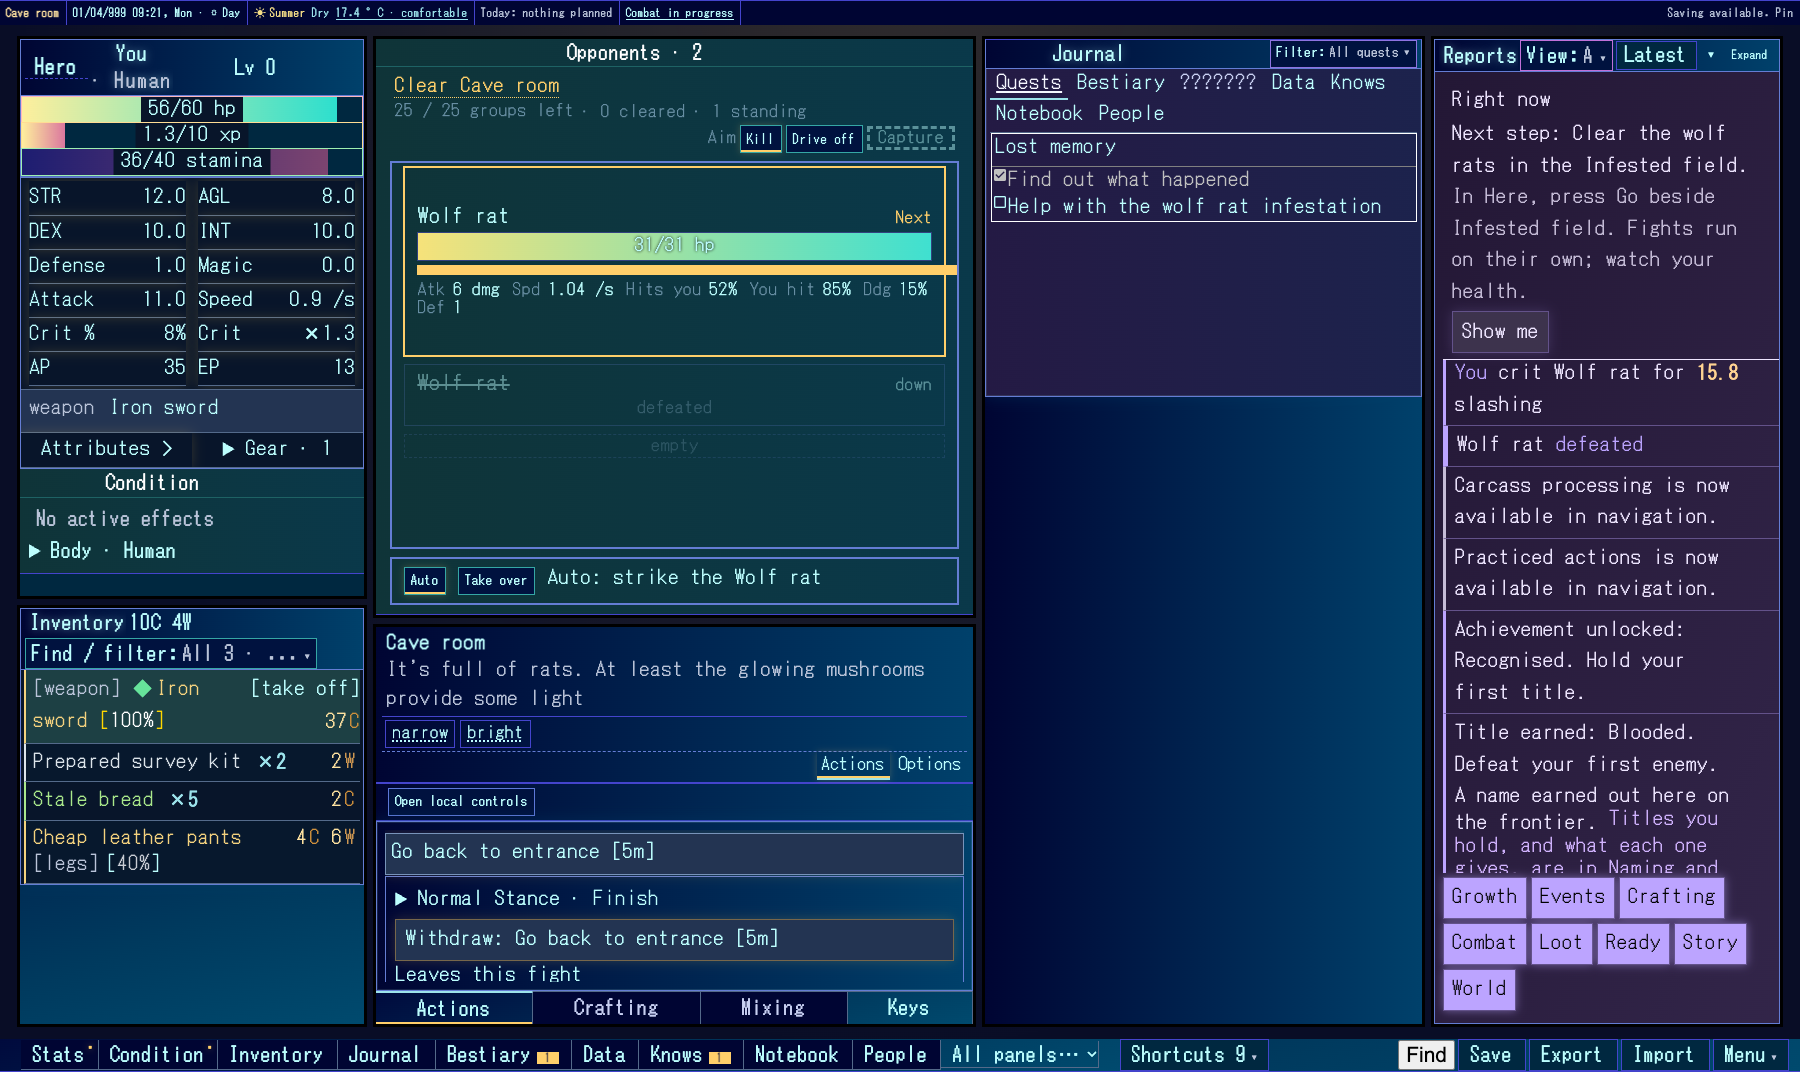 Cave room 01/04/999 09:21, Mon · ☼ Day ☀ Summer Dry 17.4 ° C · comfortable Today: nothing planned Combat in progress Saving available. Pin
Hero · You Human Lv 0
56/60 hp
1.3/10 xp
36/40 stamina
STR 12.0 AGL 8.0
DEX 10.0 INT 10.0
Defense 1.0 Magic 0.0
Attack 11.0 Speed 0.9 /s
Crit % 8% Crit ×1.3
AP 35 EP 13
weapon Iron sword
Attributes > ▶ Gear · 1
Condition
No active effects
▶ Body · Human
Inventory 10C 4W
Find / filter: All 3 · ... ▾
[weapon] ◆ Iron [take off]
sword [100%] 37C
Prepared survey kit ×2 2W
Stale bread ×5 2C
Cheap leather pants 4C 6W
[legs] [40%]
Opponents · 2
Clear Cave room
25 / 25 groups left · 0 cleared · 1 standing
Aim Kill Drive off Capture
Wolf rat Next
31/31 hp
Atk 6 dmg Spd 1.04 /s Hits you 52% You hit 85% Ddg 15%
Def 1
Wolf rat down
defeated
empty
Auto Take over Auto: strike the Wolf rat
Cave room
It's full of rats. At least the glowing mushrooms
provide some light
narrow bright
Actions Options
Open local controls
Go back to entrance [5m]
▶ Normal Stance · Finish
Withdraw: Go back to entrance [5m]
Leaves this fight
Actions Crafting Mixing Keys
Journal Filter: All quests ▾
Quests Bestiary ??????? Data Knows
Notebook People
Lost memory
Find out what happened
Help with the wolf rat infestation
Reports View: A ▾ Latest ▾ Expand
Right now
Next step: Clear the wolf
rats in the Infested field.
In Here, press Go beside
Infested field. Fights run
on their own; watch your
health.
Show me
You crit Wolf rat for 15.8
slashing
Wolf rat defeated
Carcass processing is now
available in navigation.
Practiced actions is now
available in navigation.
Achievement unlocked:
Recognised. Hold your
first title.
Title earned: Blooded.
Defeat your first enemy.
A name earned out here on
the frontier. Titles you
hold, and what each one
gives, are in Naming and
Growth Events Crafting
Combat Loot Ready Story
World
Stats Condition Inventory Journal Bestiary 1 Data Knows 1 Notebook People All panels… Shortcuts 9 ▾ Find Save Export Import Menu ▾